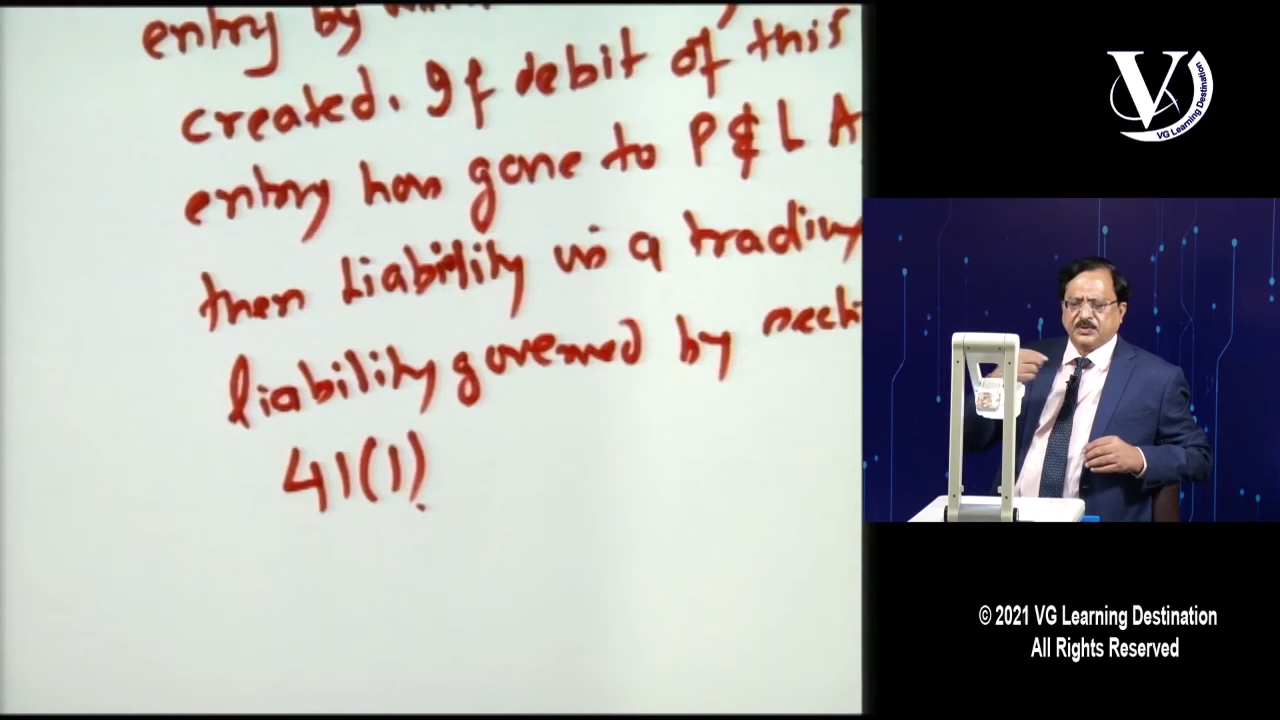 entry by
created. If debit of this
entry has gone to P & L A
then liability is a trading
liability governed by secti
41(1)
V
VG Learning Destination
© 2021 VG Learning Destination
All Rights Reserved